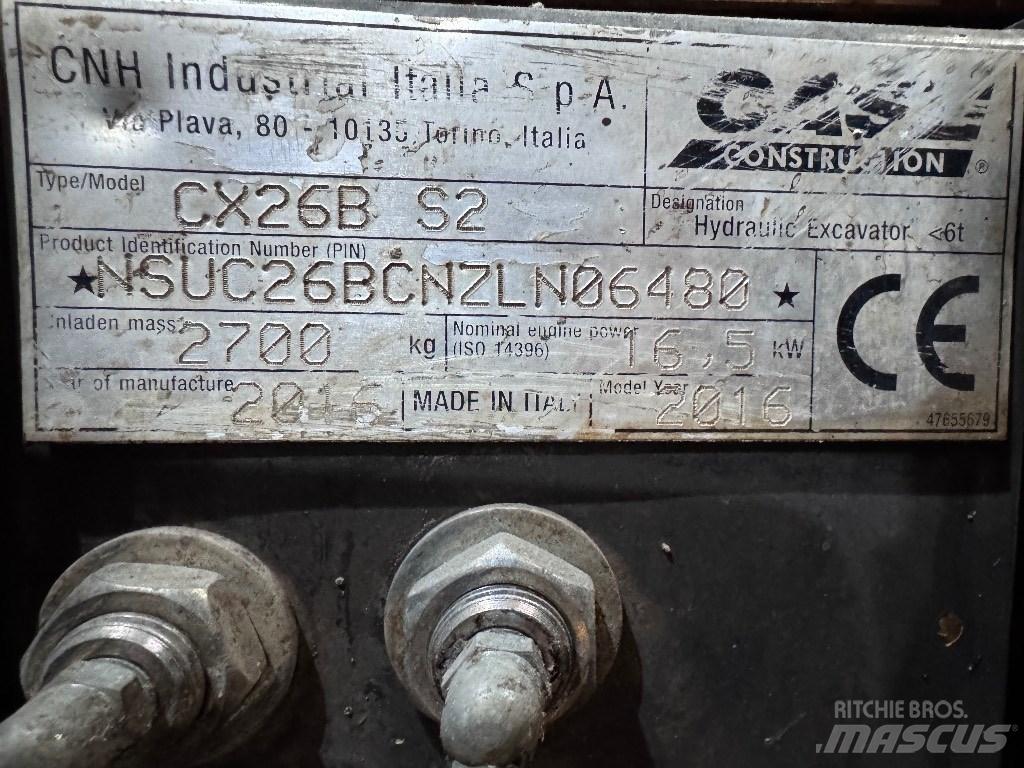 CNH Industrial Italia S.p.A.
Via Plava, 80 - 10135 Torino, Italia
CASE
CONSTRUCTION ®
Type/Model CX26B S2
Designation
Hydraulic Excavator <6t
Product Identification Number (PIN)
★NSUC26BCNZLN06480★
CE
Unladen mass 2700 kg
Nominal engine power
(ISO 14396) 16,5 kW
Year of manufacture 2016
MADE IN ITALY
Model Year 2016
47655679
RITCHIE BROS.
MASCUS